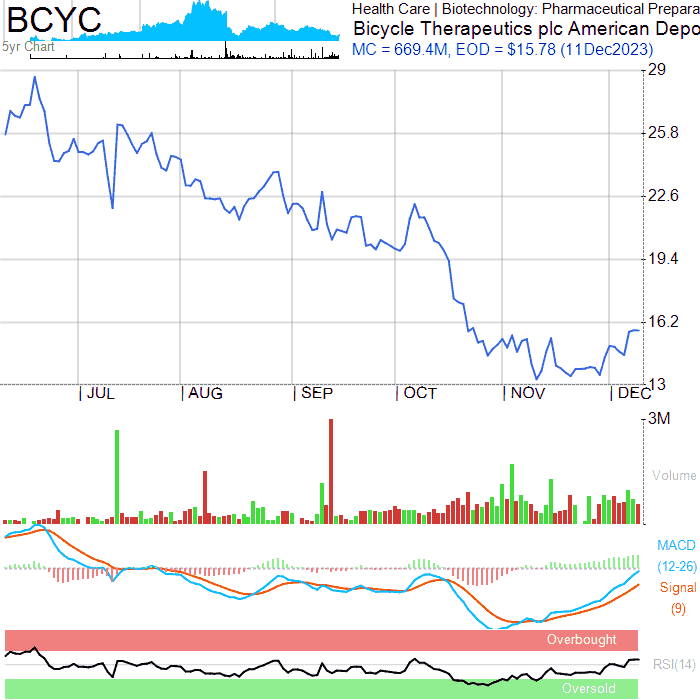 BCYC
5yr Chart
Health Care | Biotechnology: Pharmaceutical Prepara
Bicycle Therapeutics plc American Depo
MC = 669.4M, EOD = $15.78 (11Dec2023)
29
25.8
22.6
19.4
16.2
13
JUL AUG SEP OCT NOV DEC
3M
Volume
MACD
(12-26)
Signal
(9)
Overbought
RSI(14)
Oversold